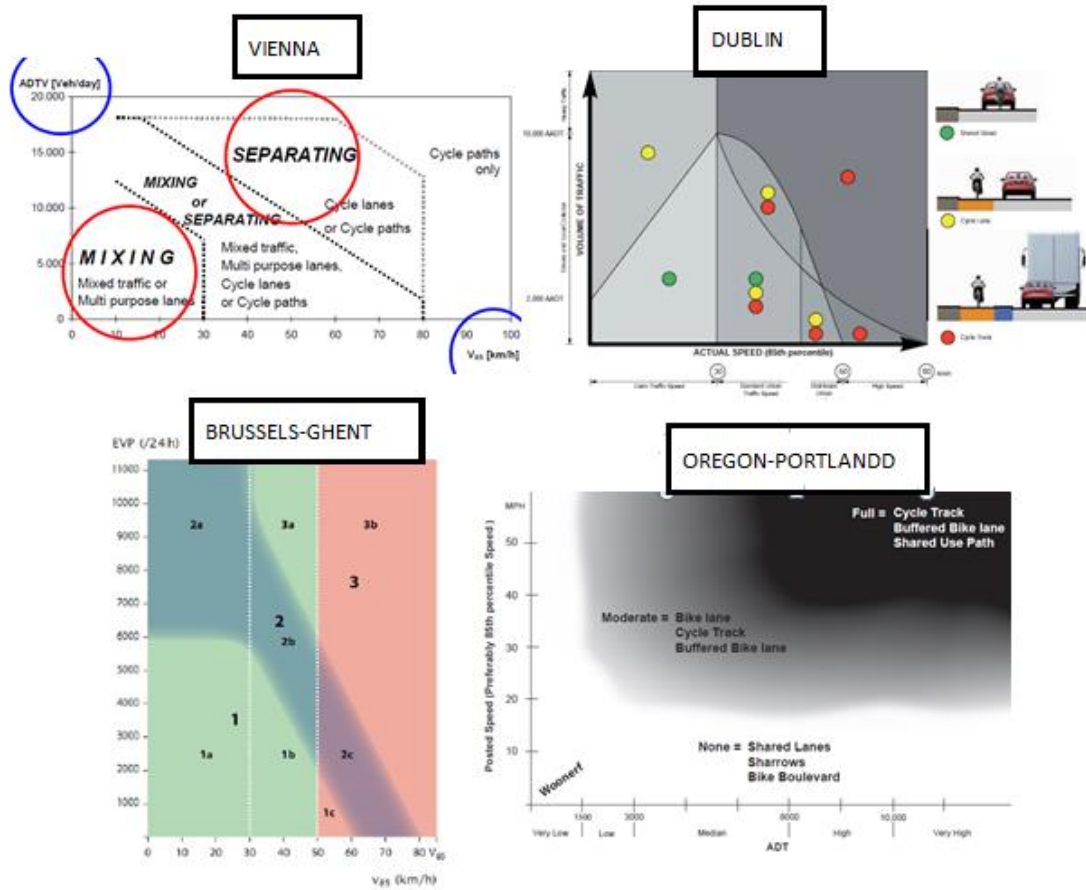 VIENNA
ADTV [Veh/day]
20.000
15.000
10.000
5.000
0
0 10 20 30 40 50 60 70 80 90 100
V85 [km/h]
SEPARATING
Cycle paths
only
MIXING
or
SEPARATING
Cycle lanes
or Cycle paths
MIXING
Mixed traffic or
Multi purpose lanes
Mixed traffic,
Multi purpose lanes,
Cycle lanes
or Cycle paths
DUBLIN
VOLUME OF TRAFFIC
10,000 AADT
2,000 AADT
ACTUAL SPEED (85th percentile)
30
50
Calm Traffic Speed
High Speed
Shared Street
Cycle Lane
Cycle Track
BRUSSELS-GHENT
EVP (/24h)
11000
10000
9000
8000
7000
6000
5000
4000
3000
2000
1000
2a
3a
3b
3
2
2b
1
1a
1b
2c
1c
0 10 20 30 40 50 60 70 80
v85 (km/h)
OREGON-PORTLANDD
MPH
50
40
30
20
10
Posted Speed (Preferably 85th percentile Speed)
Full = Cycle Track
Buffered Bike lane
Shared Use Path
Moderate = Bike lane
Cycle Track
Buffered Bike lane
None = Shared Lanes
Sharrows
Bike Boulevard
Woonerf
1500 3000 6000 10,000
Very Low Low Median High Very High
ADT